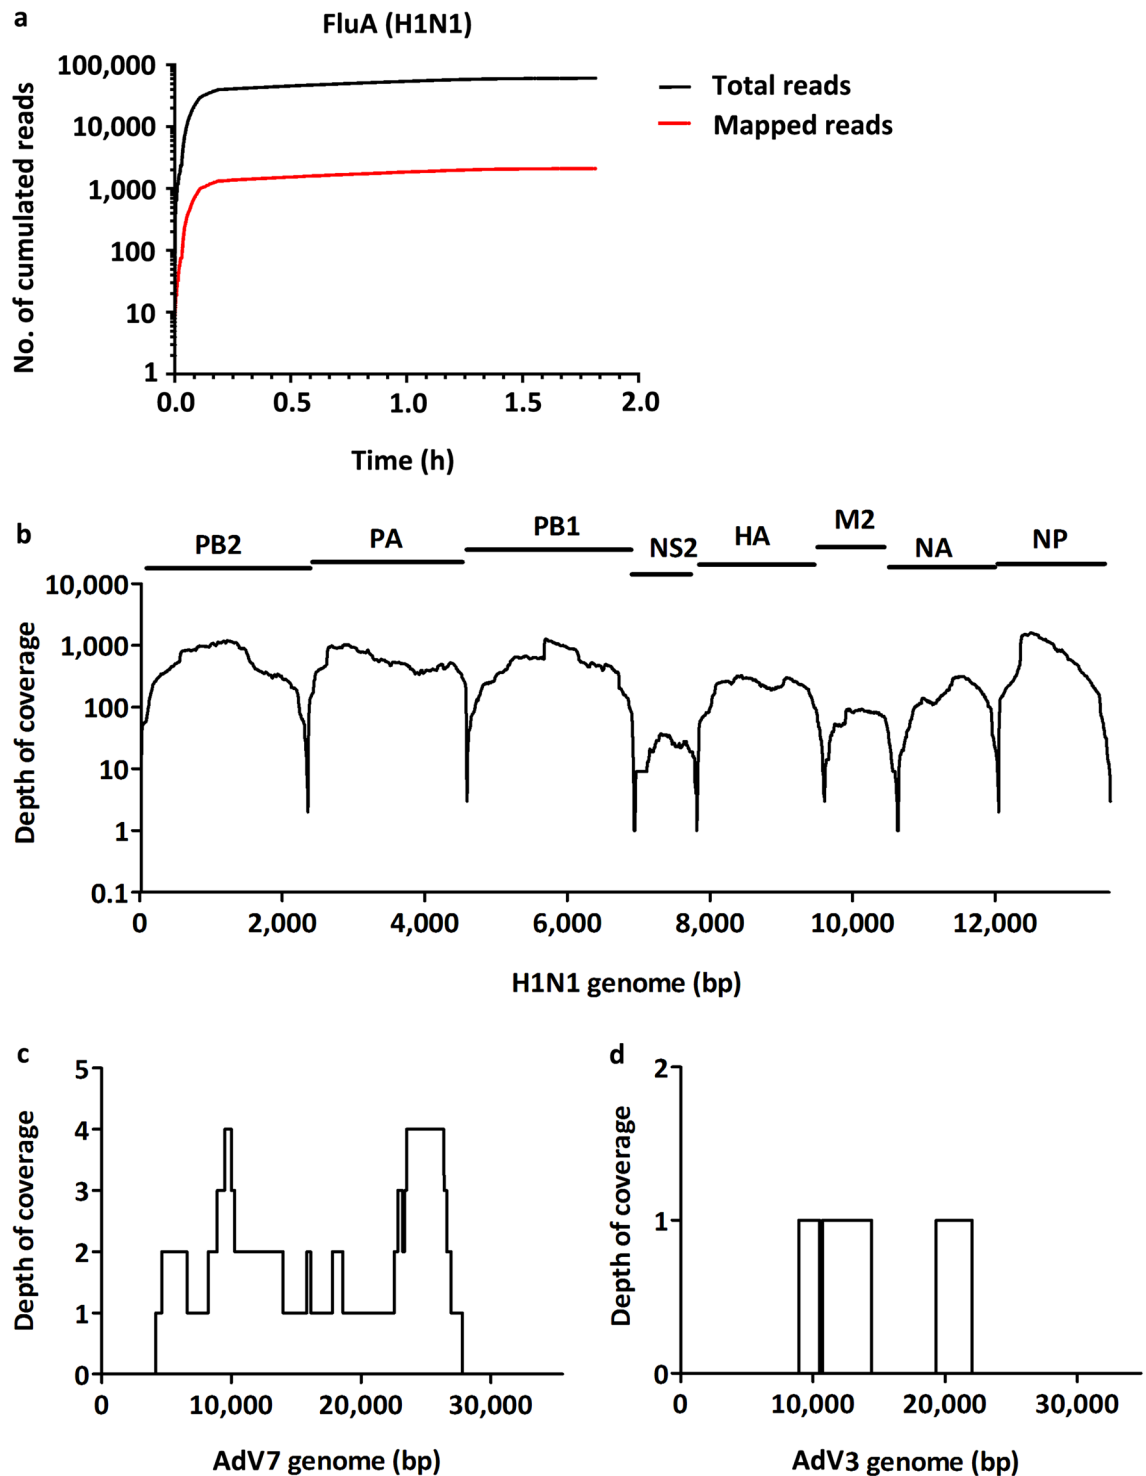 a
FluA (H1N1)
No. of cumulated reads
100,000
10,000
1,000
100
10
1
0.0 0.5 1.0 1.5 2.0
Time (h)
Total reads
Mapped reads
b
PB2 PA PB1 NS2 HA M2 NA NP
Depth of coverage
10,000
1,000
100
10
1
0.1
0 2,000 4,000 6,000 8,000 10,000 12,000
H1N1 genome (bp)
c
Depth of coverage
5
4
3
2
1
0
0 10,000 20,000 30,000
AdV7 genome (bp)
d
Depth of coverage
2
1
0
0 10,000 20,000 30,000
AdV3 genome (bp)